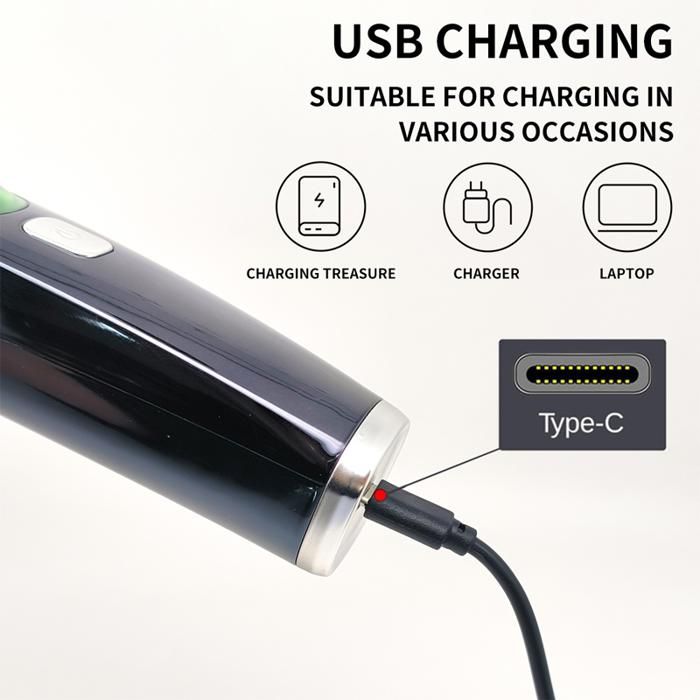 USB CHARGING
SUITABLE FOR CHARGING IN
VARIOUS OCCASIONS
CHARGING TREASURE
CHARGER
LAPTOP
Type-C